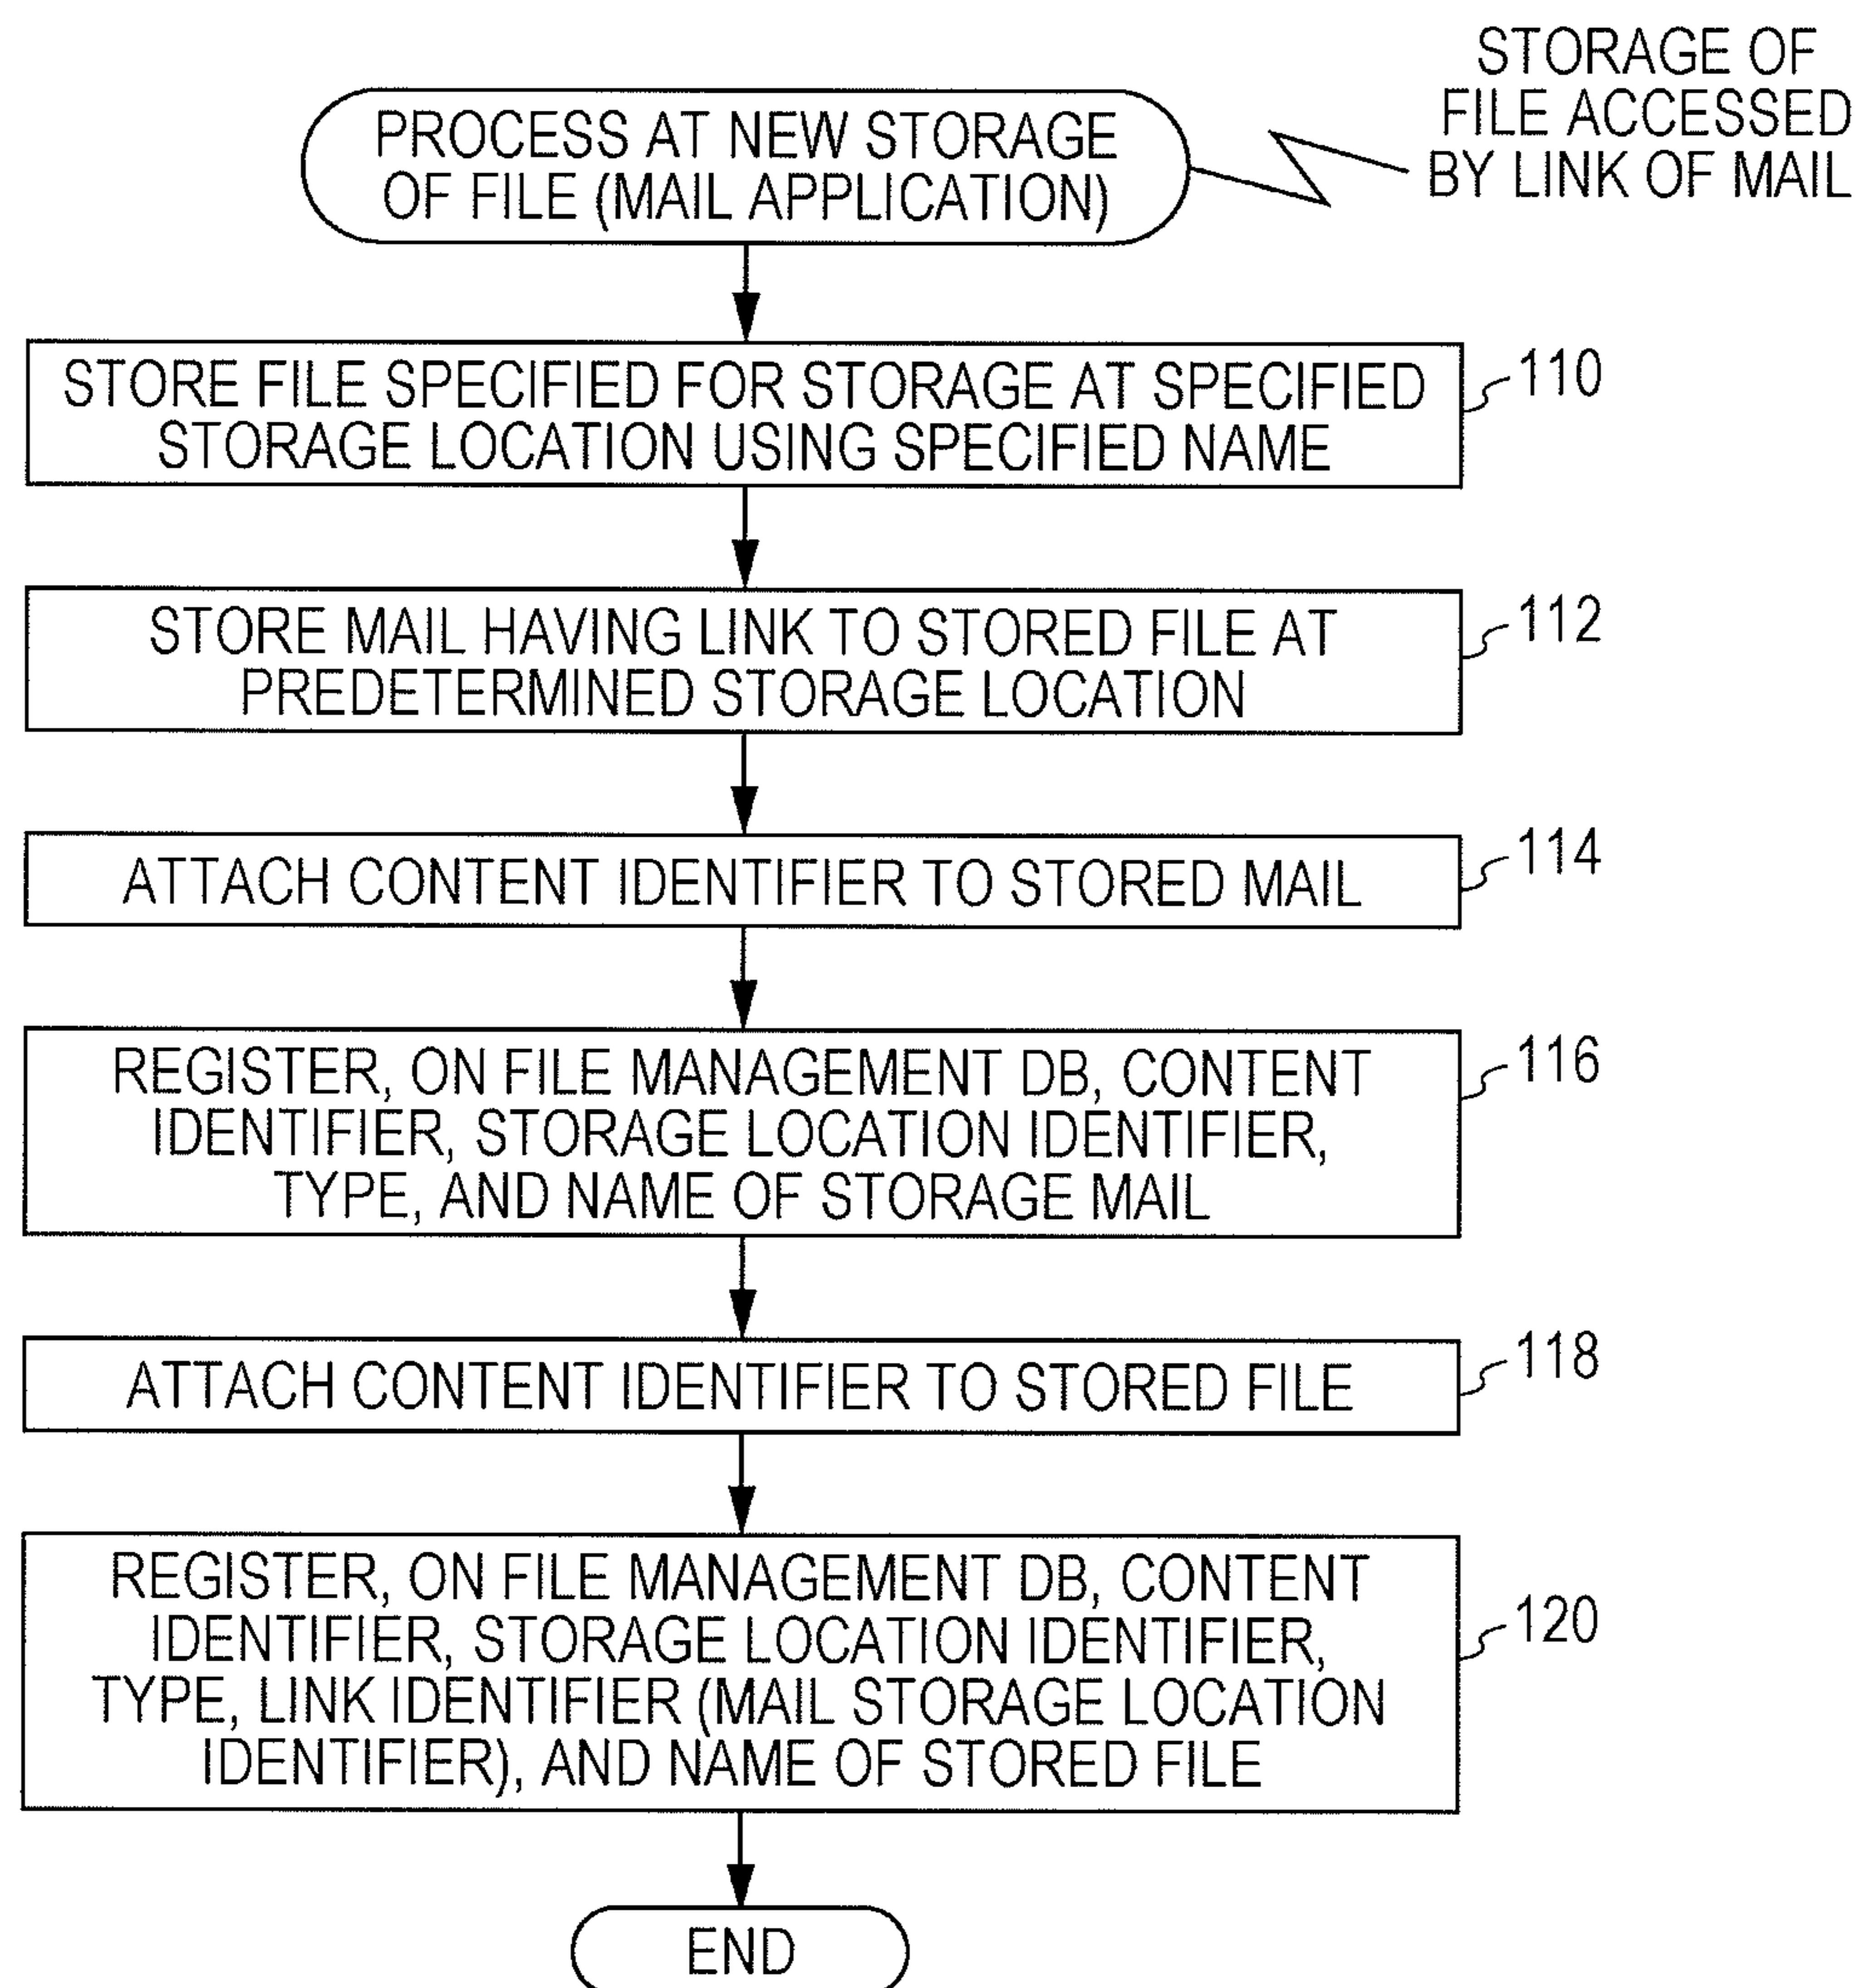 STORAGE OF
FILE ACCESSED
BY LINK OF MAIL
PROCESS AT NEW STORAGE
OF FILE (MAIL APPLICATION)
STORE FILE SPECIFIED FOR STORAGE AT SPECIFIED
STORAGE LOCATION USING SPECIFIED NAME
110
STORE MAIL HAVING LINK TO STORED FILE AT
PREDETERMINED STORAGE LOCATION
112
ATTACH CONTENT IDENTIFIER TO STORED MAIL
114
REGISTER, ON FILE MANAGEMENT DB, CONTENT
IDENTIFIER, STORAGE LOCATION IDENTIFIER,
TYPE, AND NAME OF STORAGE MAIL
116
ATTACH CONTENT IDENTIFIER TO STORED FILE
118
REGISTER, ON FILE MANAGEMENT DB, CONTENT
IDENTIFIER, STORAGE LOCATION IDENTIFIER,
TYPE, LINK IDENTIFIER (MAIL STORAGE LOCATION
IDENTIFIER), AND NAME OF STORED FILE
120
END